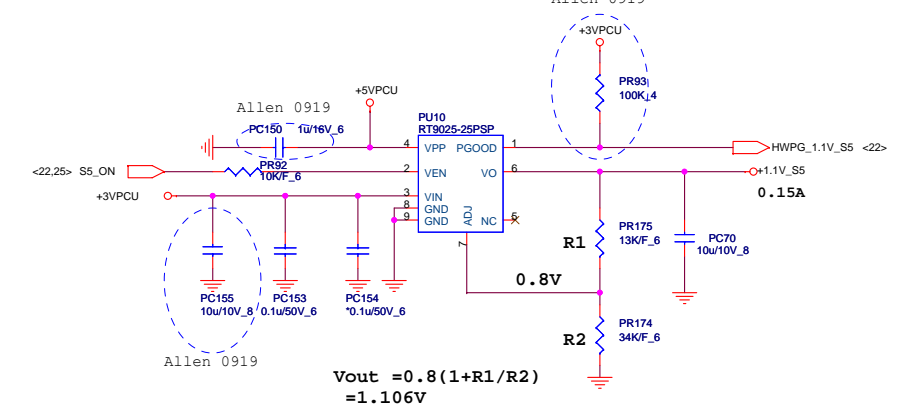 Allen 0919
+3VPCU
PR93
100K_4
+5VPCU
Allen 0919
PC150 1u/16V_6
PU10
RT9025-25PSP
4 VPP PGOOD 1
HWPG_1.1V_S5 <22>
<22,25> S5_ON
PR92
10K/F_6
2 VEN VO 6
+1.1V_S5
0.15A
+3VPCU
3 VIN
8 GND
9 GND
ADJ
NC 5
7
R1
PR175
13K/F_6
PC70
10u/10V_8
0.8V
PC155
10u/10V_8
PC153
0.1u/50V_6
PC154
*0.1u/50V_6
R2
PR174
34K/F_6
Allen 0919
Vout =0.8(1+R1/R2)
=1.106V